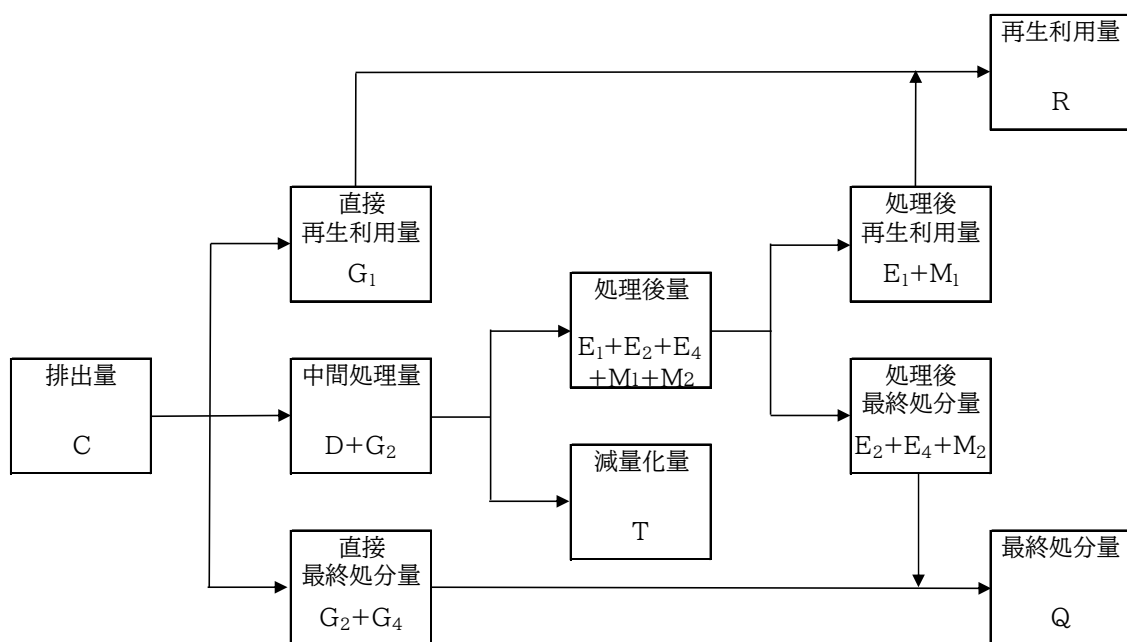 再生利用量
R
直接
再生利用量
G₁
処理後
再生利用量
E₁+M₁
処理後量
E₁+E₂+E₄
+M₁+M₂
排出量
C
中間処理量
D+G₂
処理後
最終処分量
E₂+E₄+M₂
減量化量
T
直接
最終処分量
G₂+G₄
最終処分量
Q